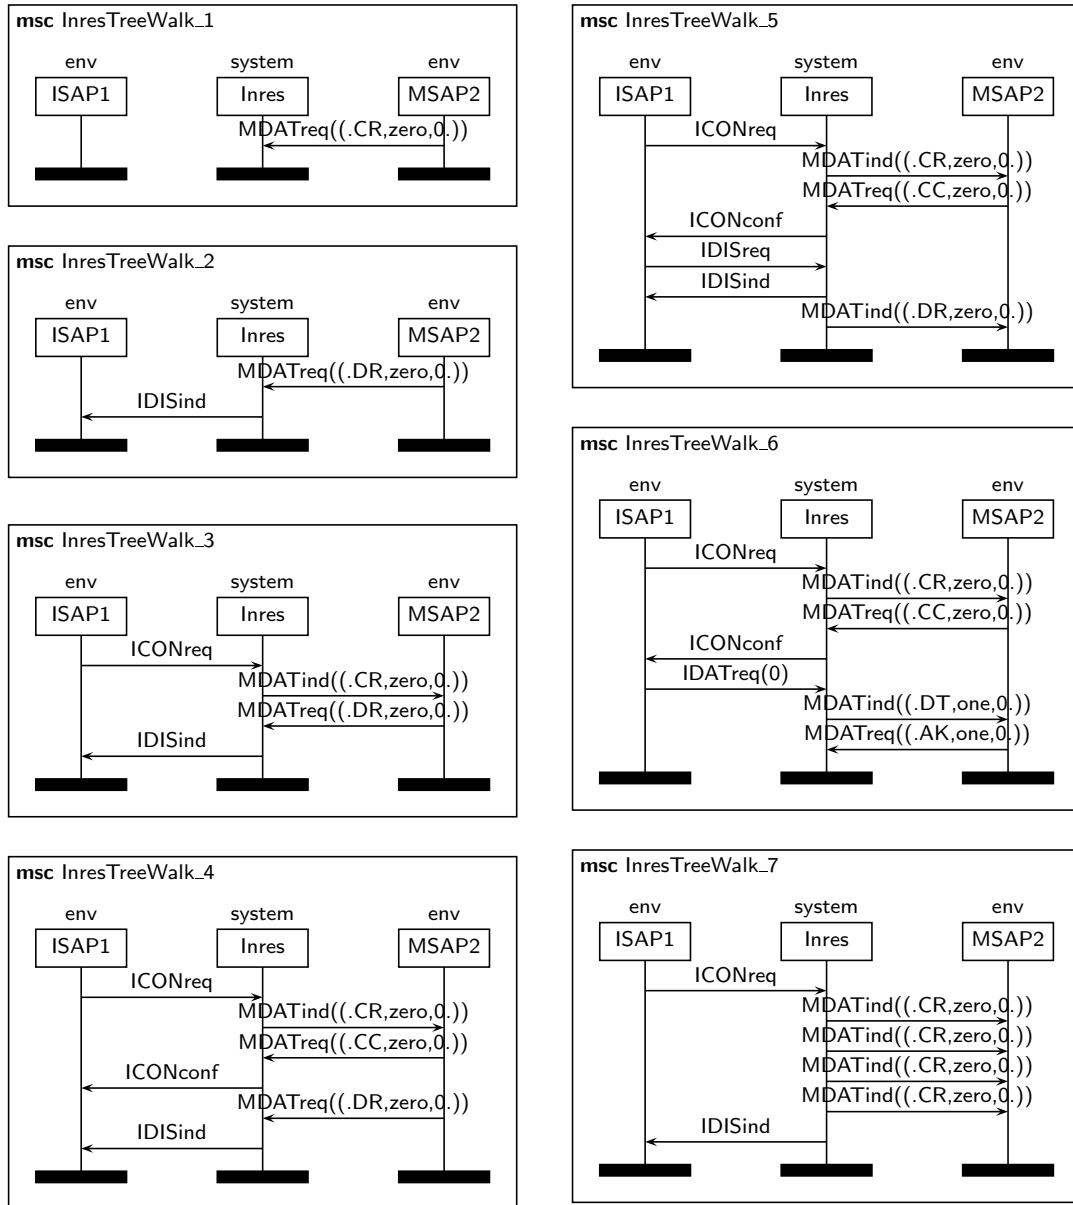 msc InresTreeWalk_1
env system env
ISAP1 Inres MSAP2
MDATreq((.CR,zero,0.))
msc InresTreeWalk_2
env system env
ISAP1 Inres MSAP2
MDATreq((.DR,zero,0.))
IDISind
msc InresTreeWalk_3
env system env
ISAP1 Inres MSAP2
ICONreq
MDATind((.CR,zero,0.))
MDATreq((.DR,zero,0.))
IDISind
msc InresTreeWalk_4
env system env
ISAP1 Inres MSAP2
ICONreq
MDATind((.CR,zero,0.))
MDATreq((.CC,zero,0.))
ICONconf
MDATreq((.DR,zero,0.))
IDISind
msc InresTreeWalk_5
env system env
ISAP1 Inres MSAP2
ICONreq
MDATind((.CR,zero,0.))
MDATreq((.CC,zero,0.))
ICONconf
IDISreq
IDISind
MDATind((.DR,zero,0.))
msc InresTreeWalk_6
env system env
ISAP1 Inres MSAP2
ICONreq
MDATind((.CR,zero,0.))
MDATreq((.CC,zero,0.))
ICONconf
IDATreq(0)
MDATind((.DT,one,0.))
MDATreq((.AK,one,0.))
msc InresTreeWalk_7
env system env
ISAP1 Inres MSAP2
ICONreq
MDATind((.CR,zero,0.))
MDATind((.CR,zero,0.))
MDATind((.CR,zero,0.))
MDATind((.CR,zero,0.))
IDISind